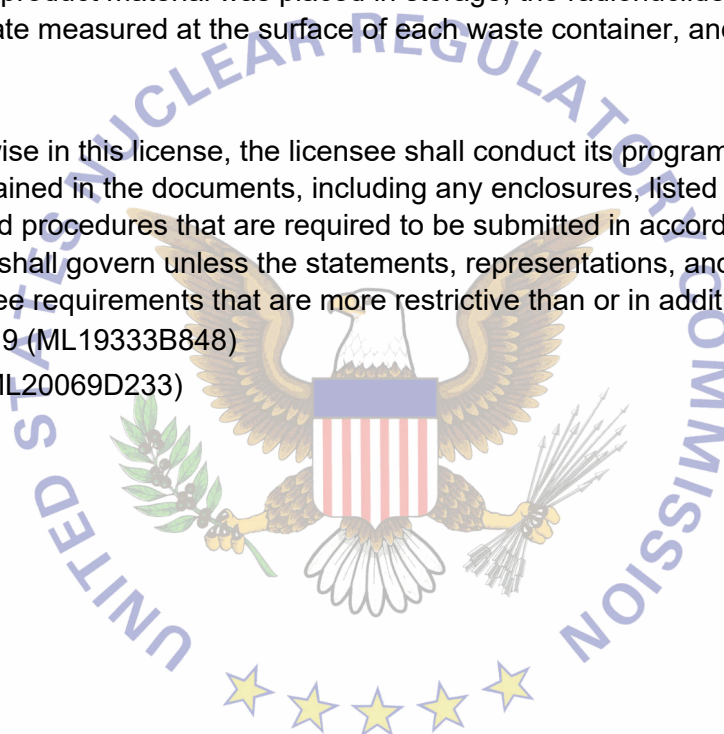 product material was placed in storage, the radionuclide
ate measured at the surface of each waste container, and
ise in this license, the licensee shall conduct its program
ained in the documents, including any enclosures, listed
d procedures that are required to be submitted in accord
shall govern unless the statements, representations, and
ee requirements that are more restrictive than or in addit
9 (ML19333B848)
ML20069D233)
UNITED STATES NUCLEAR REGULATORY COMMISSION